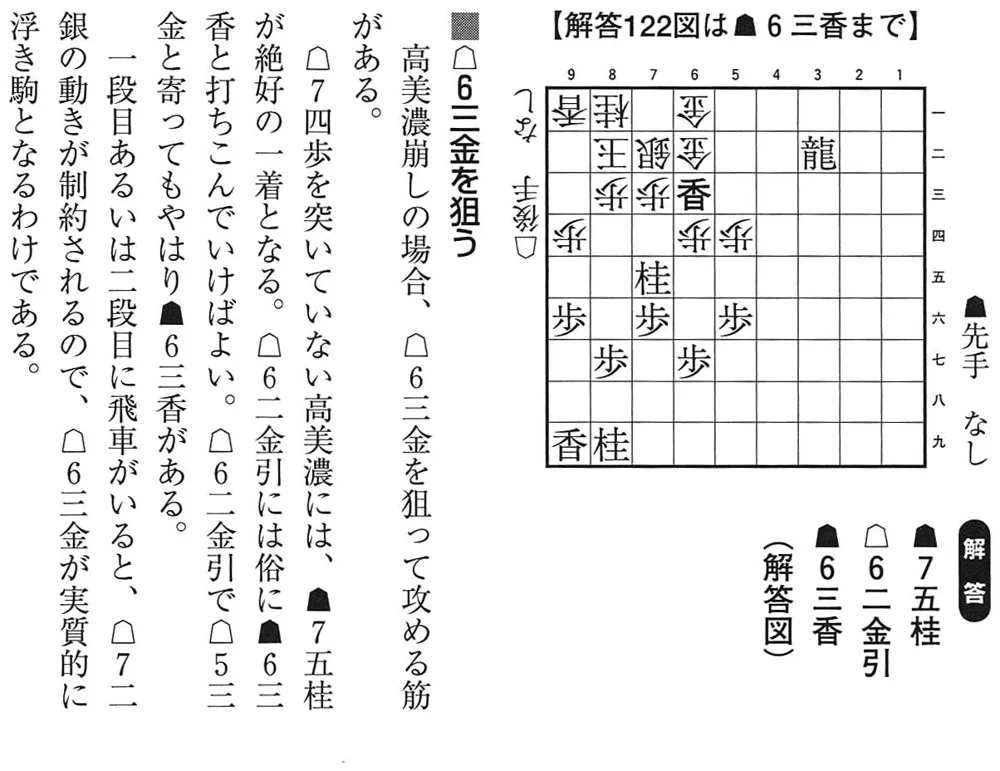 【解答122図は☗６三香まで】
9 8 7 6 5 4 3 2 1
香 桂 金 一
王 銀 金 龍 二
歩 歩 香 三
歩 歩 歩 四
桂 五
歩 歩 歩 六
歩 歩 七
八
香 桂 九
☗先手 なし
☖後手 なし
解答
☗７五桂
☖６二金引
☗６三香
（解答図）
■☖６三金を狙う
高美濃崩しの場合、☖６三金を狙って攻める筋
がある。
☖７四歩を突いていない高美濃には、☗７五桂
が絶好の一着となる。☖６二金引には俗に☗６三
香と打ちこんでいけばよい。☖６二金引で☖５三
金と寄ってもやはり☗６三香がある。
一段目あるいは二段目に飛車がいると、☖７二
銀の動きが制約されるので、☖６三金が実質的に
浮き駒となるわけである。